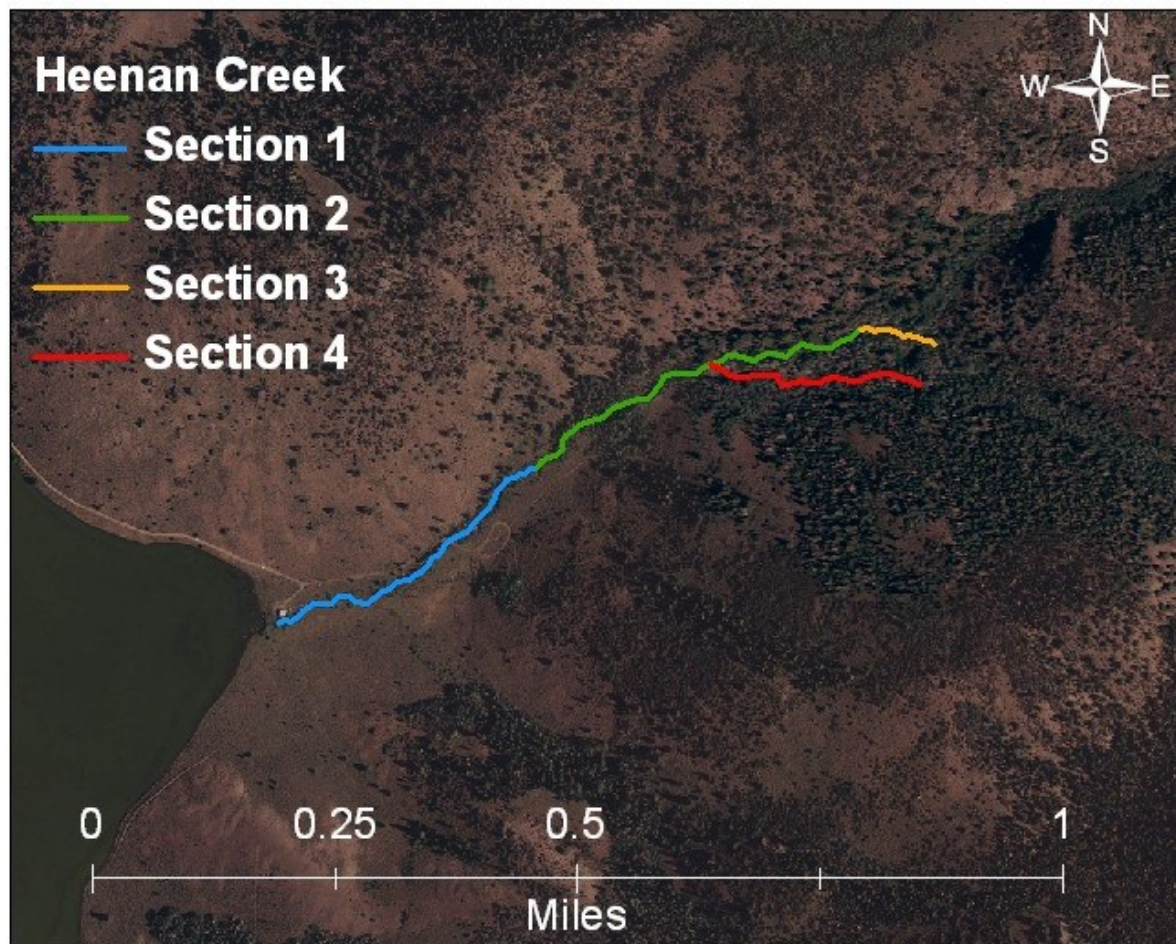 Heenan Creek
Section 1
Section 2
Section 3
Section 4
N
W E
S
0 0.25 0.5 1
Miles